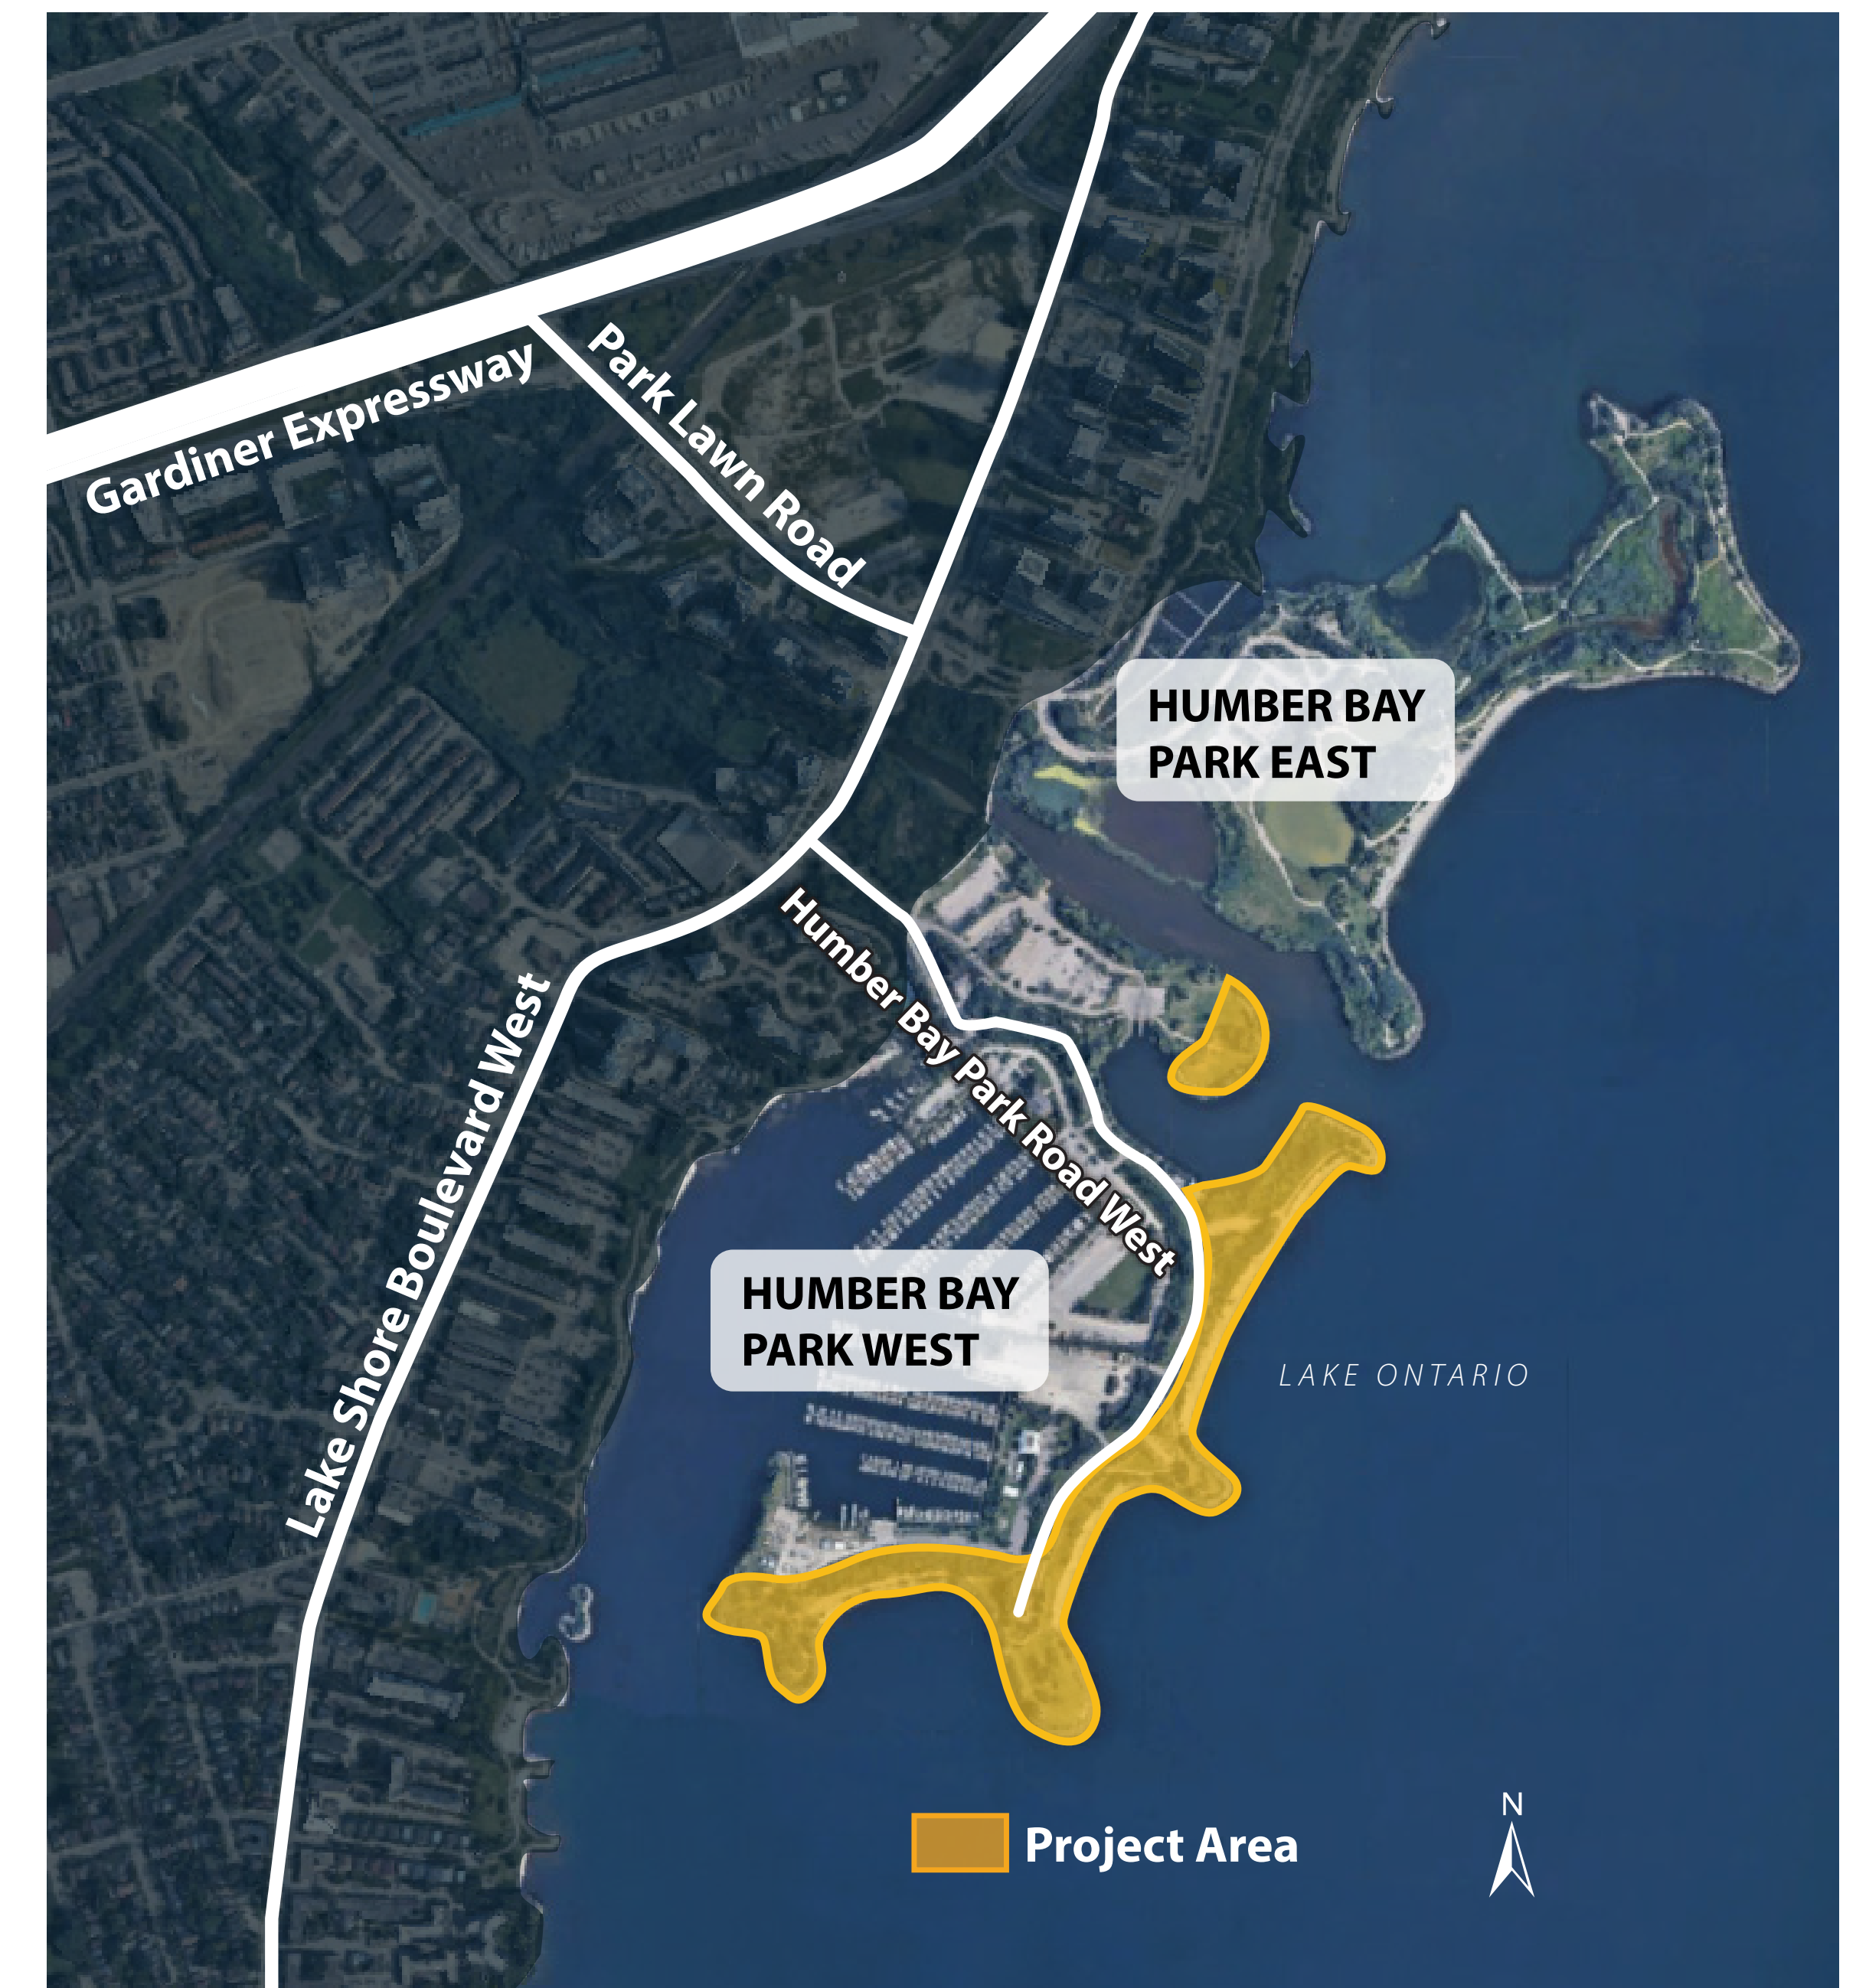 Gardiner Expressway
Park Lawn Road
HUMBER BAY
PARK EAST
Humber Bay Park Road West
Lake Shore Boulevard West
HUMBER BAY
PARK WEST
LAKE ONTARIO
N
Project Area